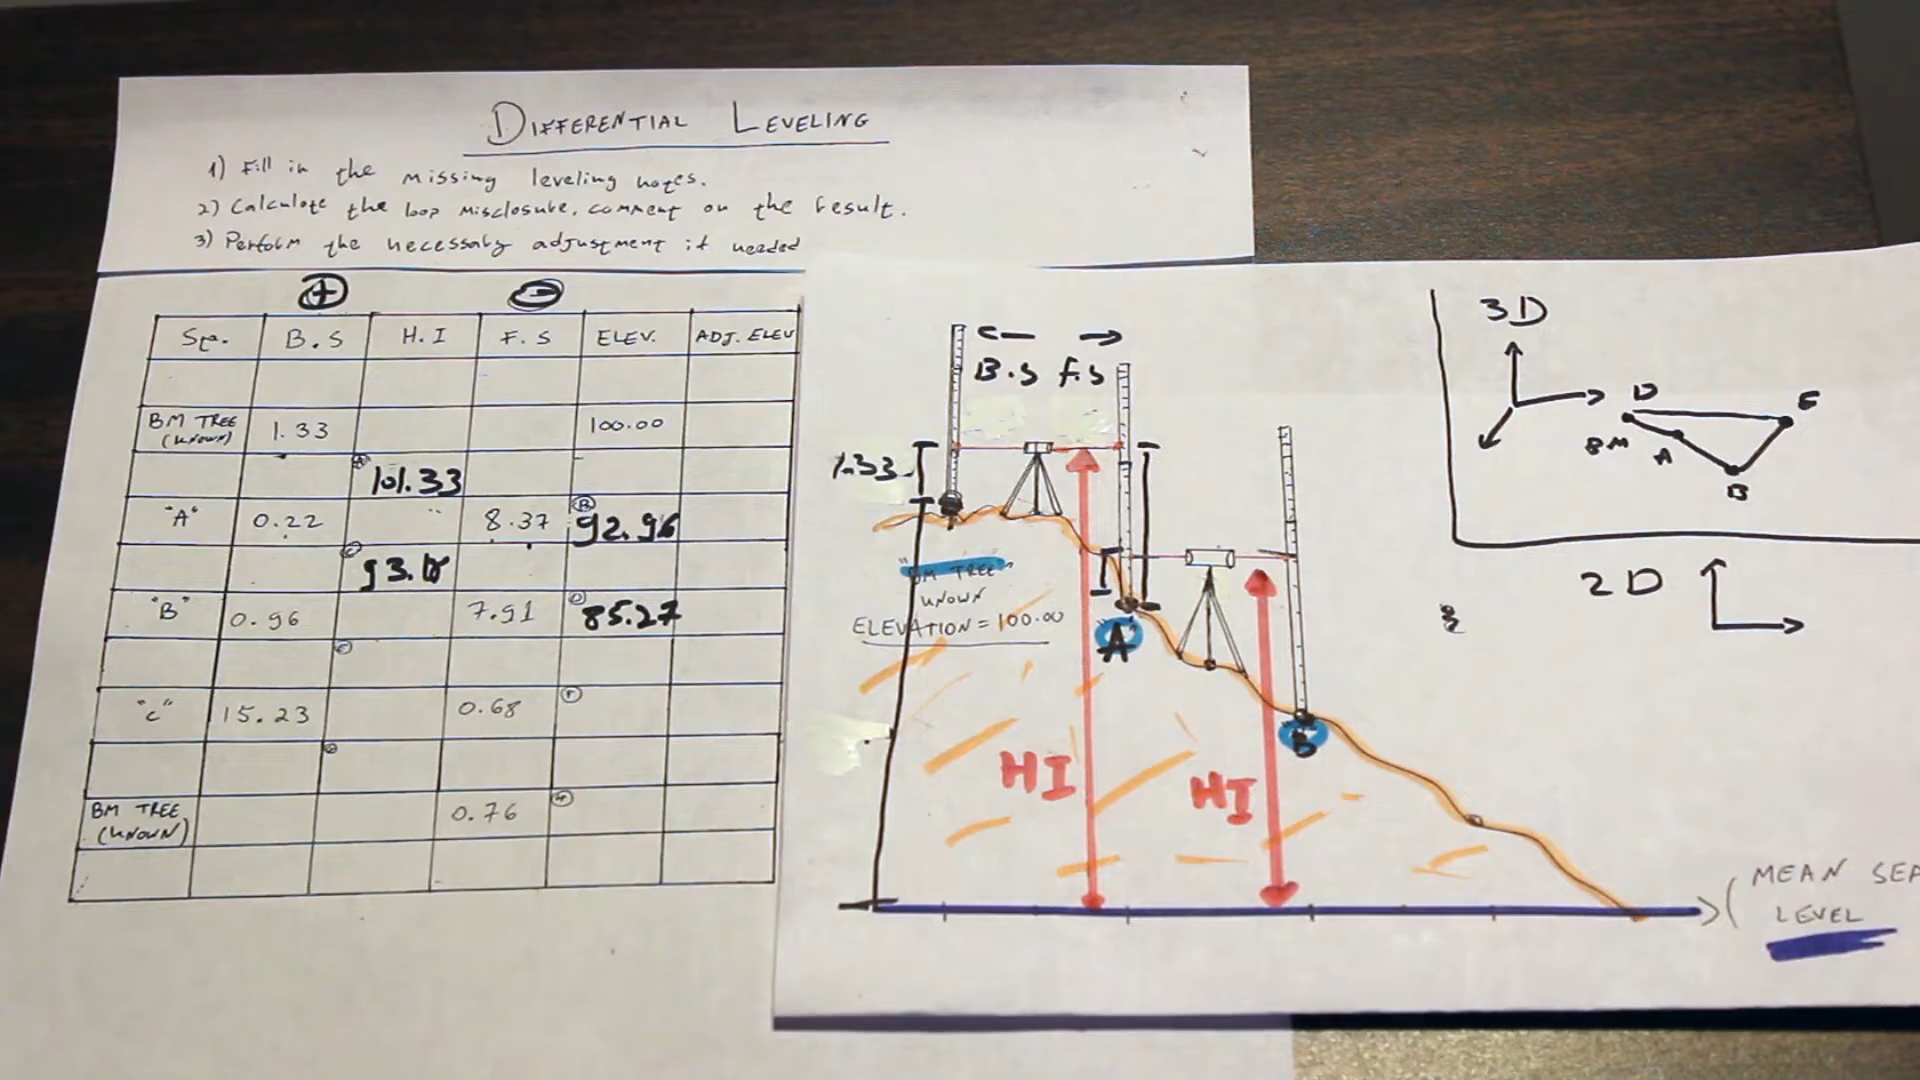 DIFFERENTIAL LEVELING
1) Fill in the missing leveling notes.
2) Calculate the loop misclosure, comment on the result.
3) Perform the necessary adjustment if needed
+ -
Sta. B.S H.I F.S ELEV. ADJ. ELEV
BM TREE (KNOWN) 1.33 100.00
A 101.33
"A" 0.22 8.37 B 92.96
C 93.18
"B" 0.96 7.91 D 85.27
E
"C" 15.23 0.68 F
G
BM TREE (KNOWN) 0.76 H
B.S F.S
1.33
"BM TREE"
KNOWN
ELEVATION = 100.00
A
B
HI
HI
MEAN SEA
LEVEL
3D
D
BM
A
B
2D